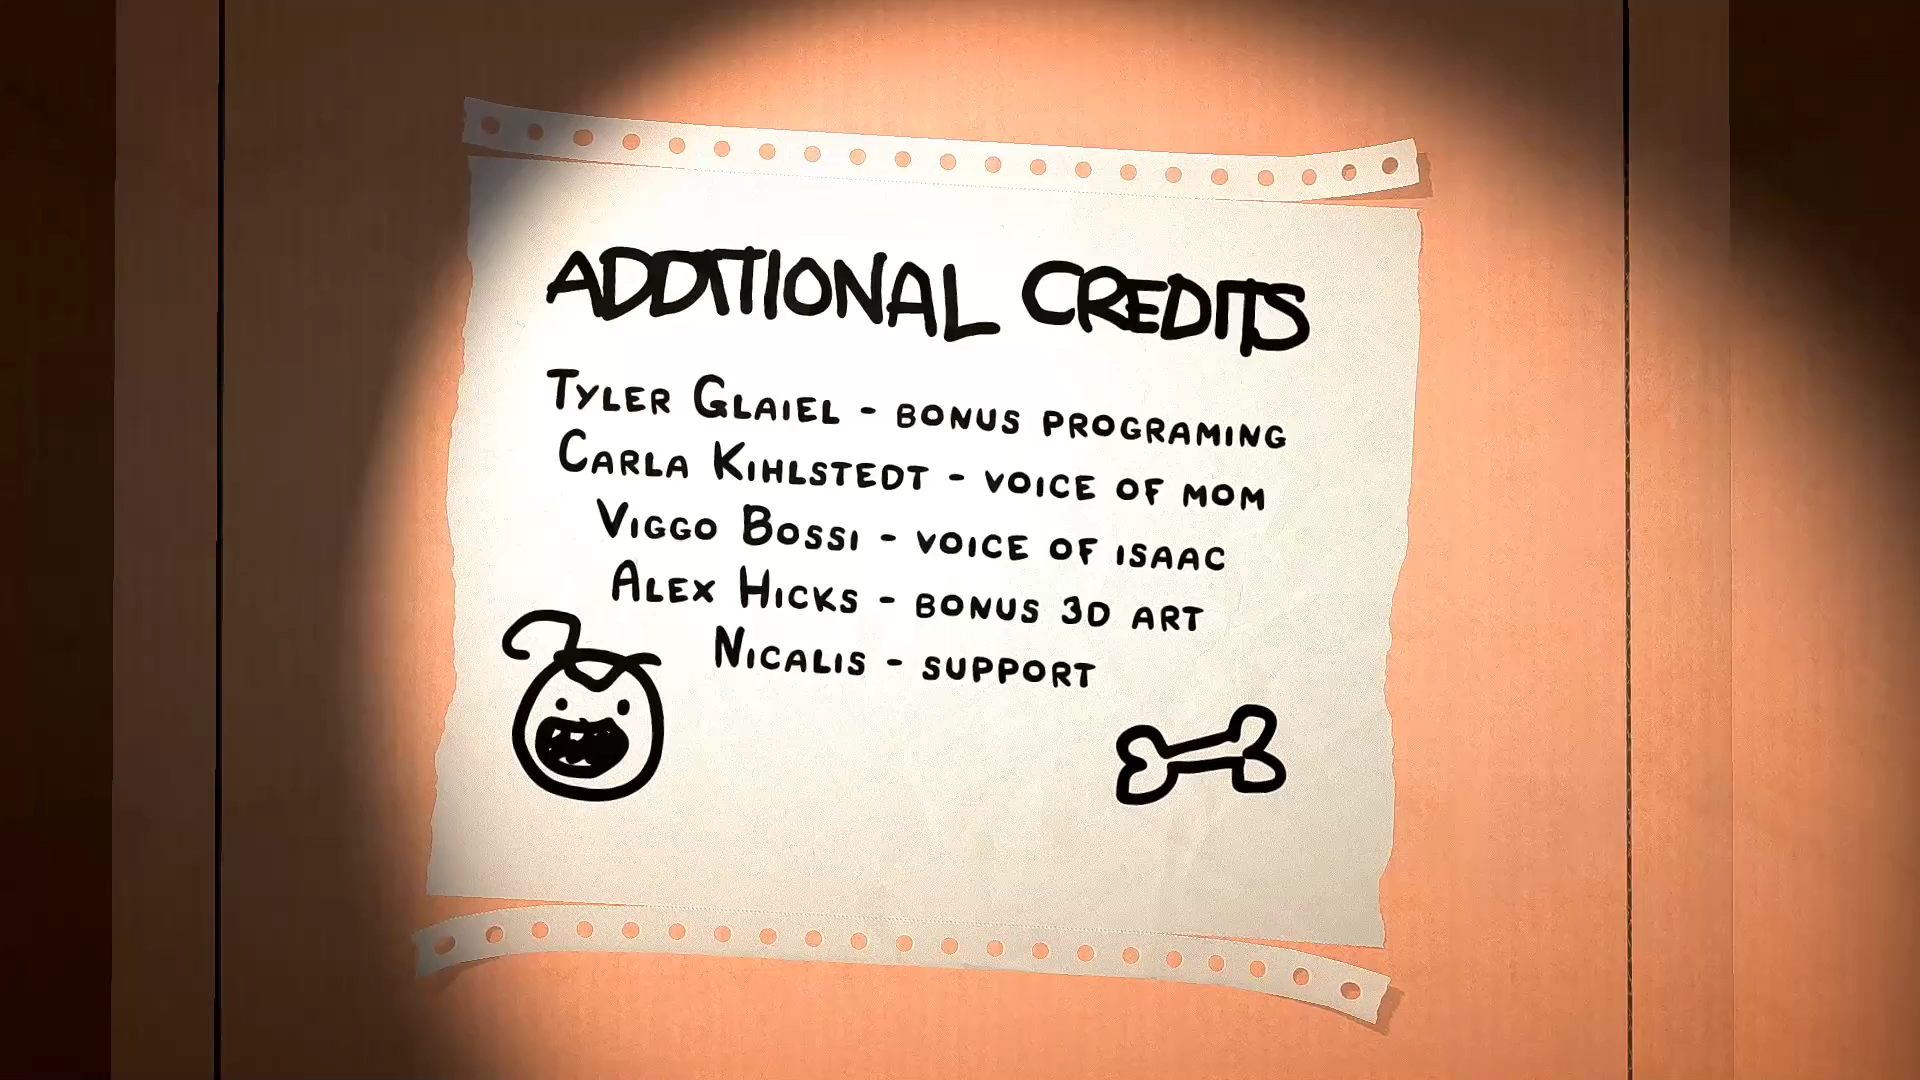 ADDITIONAL CREDITS
TYLER GLAIEL - BONUS PROGRAMING
CARLA KIHLSTEDT - VOICE OF MOM
VIGGO BOSSI - VOICE OF ISAAC
ALEX HICKS - BONUS 3D ART
NICALIS - SUPPORT